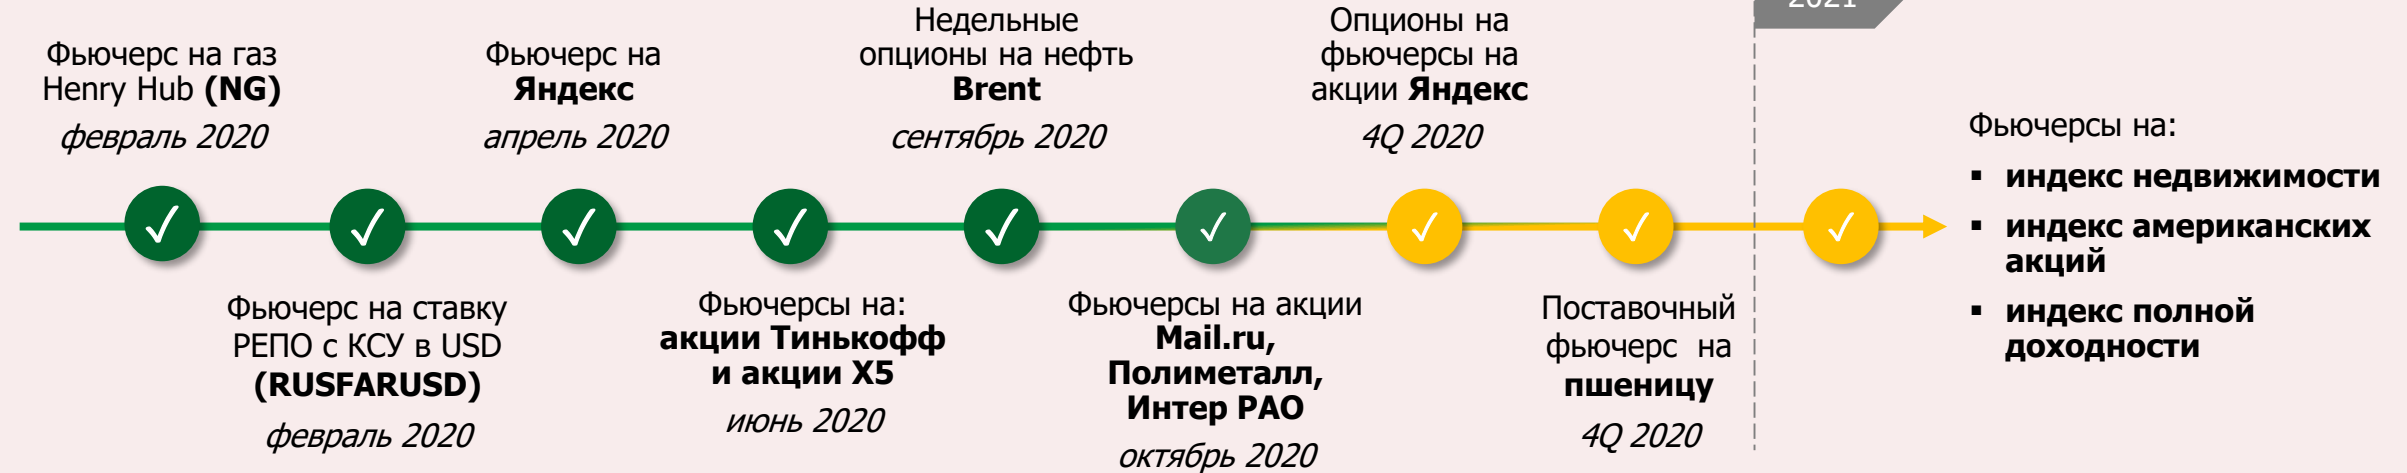 Фьючерс на газ
Henry Hub (NG)
февраль 2020
Фьючерс на ставку
РЕПО с КСУ в USD
(RUSFARUSD)
февраль 2020
Фьючерс на
Яндекс
апрель 2020
Фьючерсы на:
акции Тинькофф
и акции X5
июнь 2020
Недельные
опционы на нефть
Brent
сентябрь 2020
Фьючерсы на акции
Mail.ru,
Полиметалл,
Интер РАО
октябрь 2020
Опционы на
фьючерсы на
акции Яндекс
4Q 2020
Поставочный
фьючерс на
пшеницу
4Q 2020
2021
Фьючерсы на:
▪ индекс недвижимости
▪ индекс американских
акций
▪ индекс полной
доходности